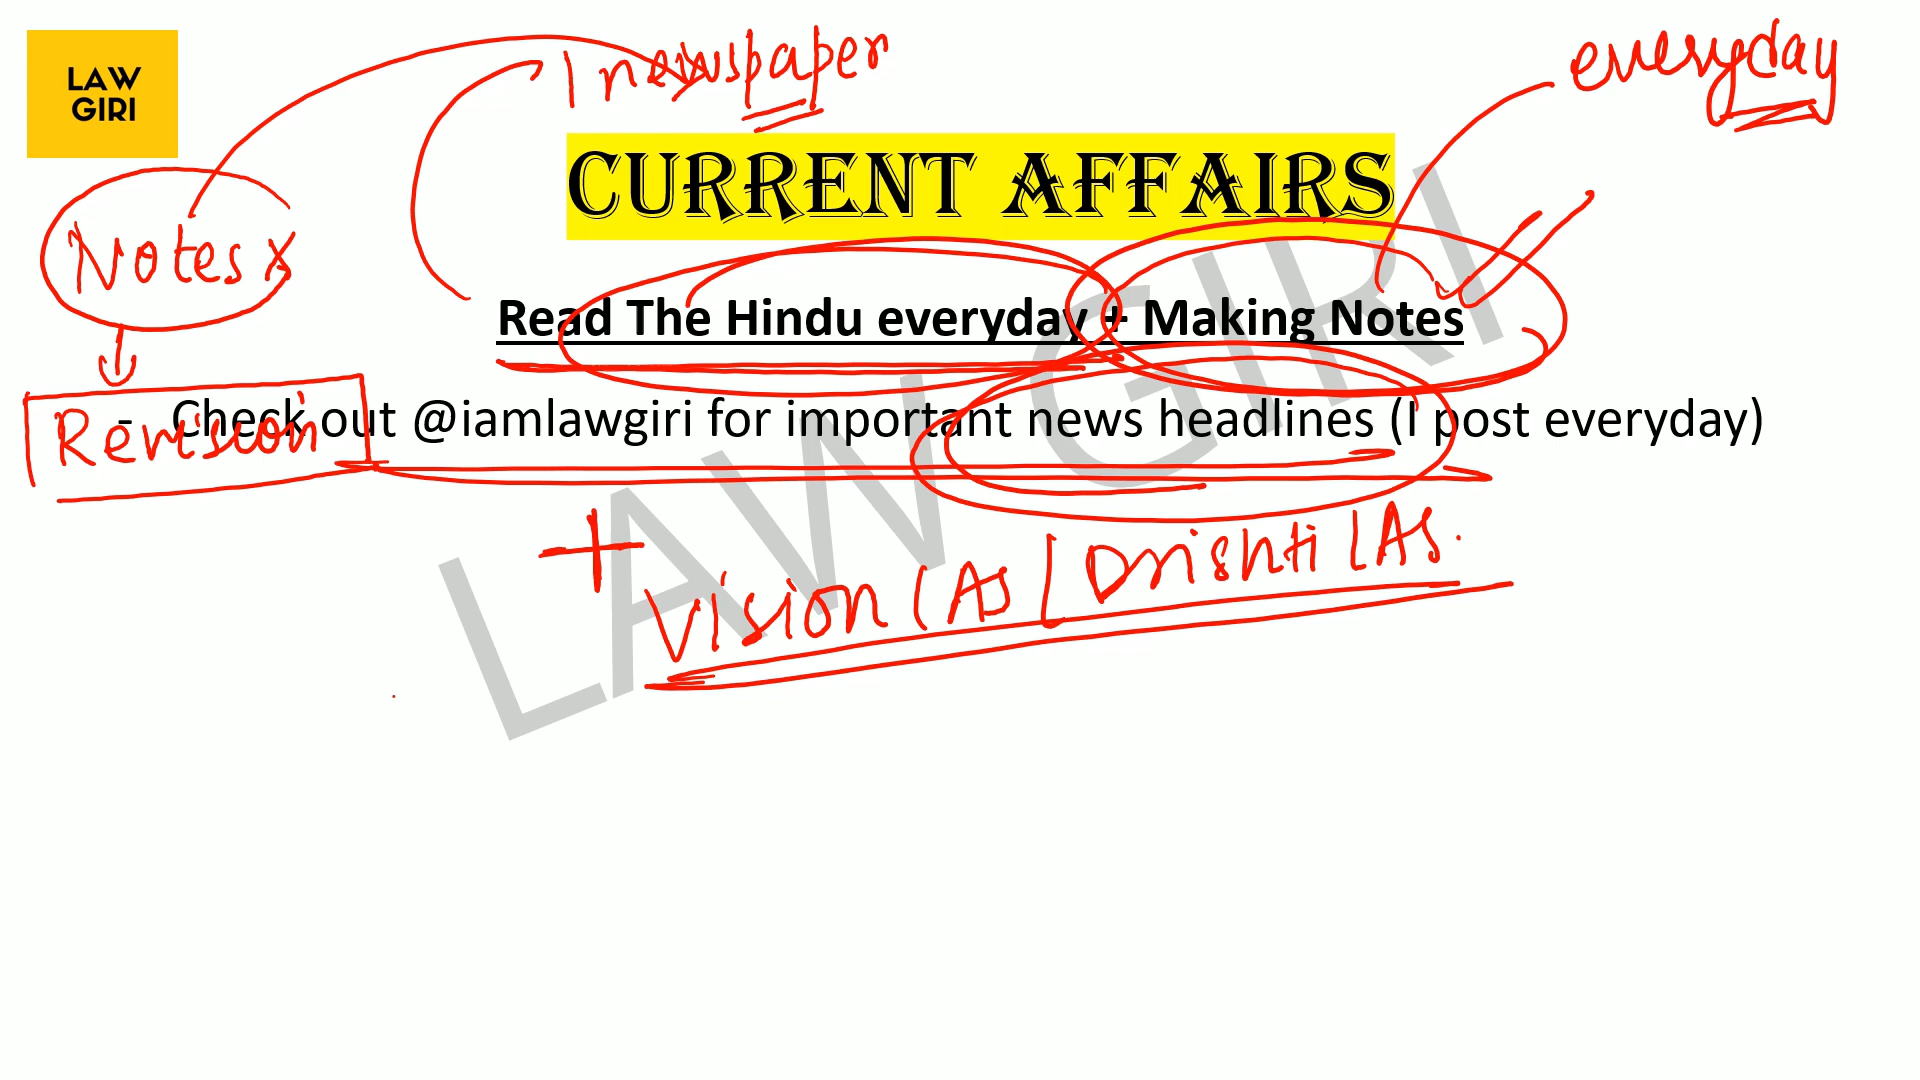 LAW
GIRI
1 newspaper
everyday
CURRENT AFFAIRS
Notes x
Read The Hindu everyday + Making Notes
Revision
- Check out @iamlawgiri for important news headlines (I post everyday)
+
Vision IAS / Drishti IAS.
LAW GIRI